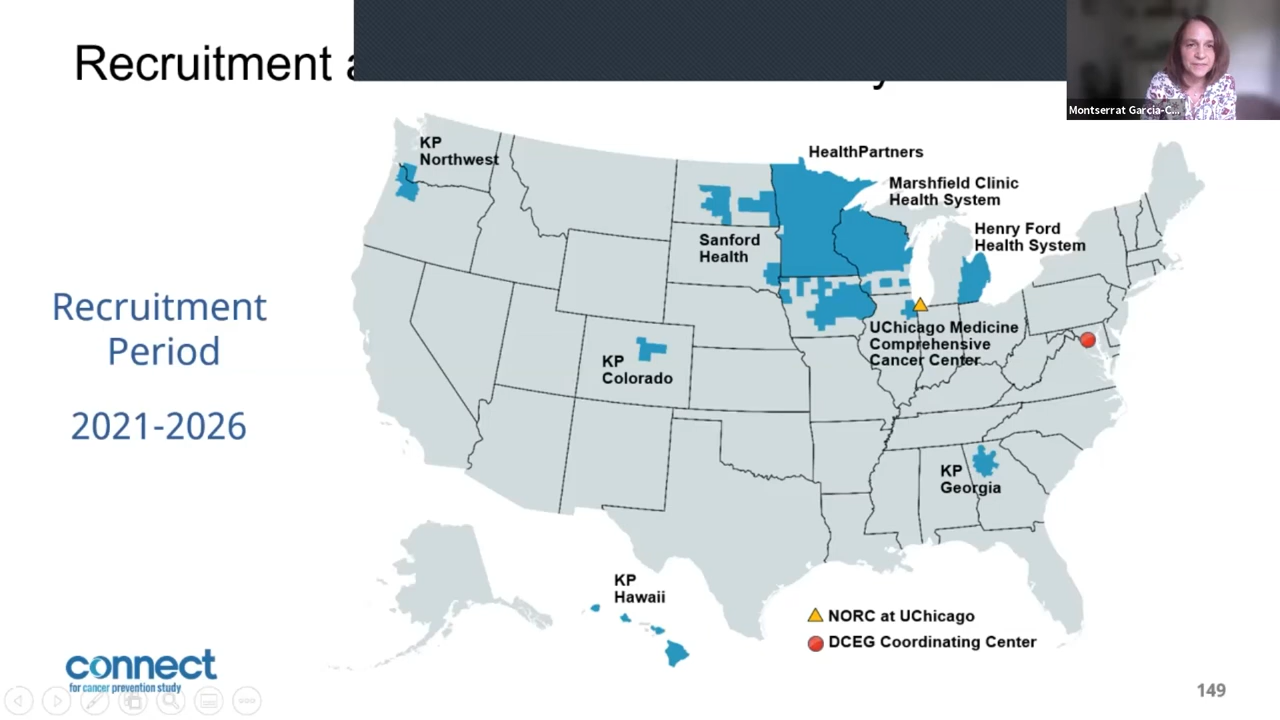 Recruitment
Montserrat Garcia-C...
KP
Northwest
HealthPartners
Marshfield Clinic
Health System
Henry Ford
Health System
Sanford
Health
Recruitment
Period
2021-2026
UChicago Medicine
Comprehensive
Cancer Center
KP
Colorado
KP
Georgia
KP
Hawaii
NORC at UChicago
DCEG Coordinating Center
connect
for cancer prevention study
149